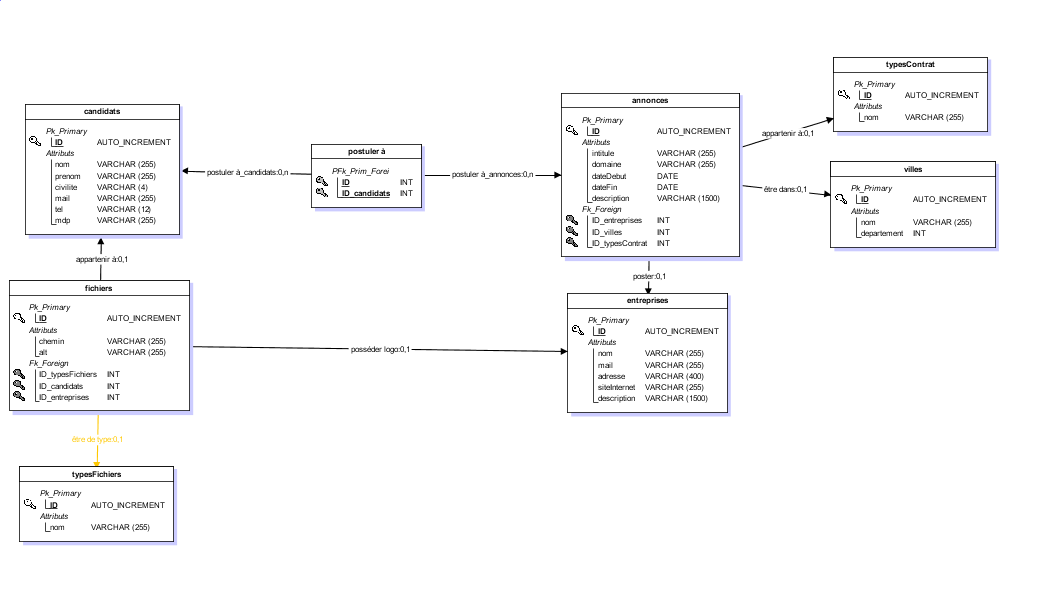 typesContrat
Pk_Primary
ID AUTO_INCREMENT
Attributs
nom VARCHAR (255)
candidats
Pk_Primary
ID AUTO_INCREMENT
Attributs
nom VARCHAR (255)
prenom VARCHAR (255)
civilite VARCHAR (4)
mail VARCHAR (255)
tel VARCHAR (12)
mdp VARCHAR (255)
postuler à
PFk_Prim_Forei
ID INT
ID_candidats INT
annonces
Pk_Primary
ID AUTO_INCREMENT
Attributs
intitule VARCHAR (255)
domaine VARCHAR (255)
dateDebut DATE
dateFin DATE
description VARCHAR (1500)
Fk_Foreign
ID_entreprises INT
ID_villes INT
ID_typesContrat INT
appartenir à:0,1
villes
Pk_Primary
ID AUTO_INCREMENT
Attributs
nom VARCHAR (255)
departement INT
être dans:0,1
postuler à_candidats:0,n
postuler à_annonces:0,n
appartenir à:0,1
poster:0,1
fichiers
Pk_Primary
ID AUTO_INCREMENT
Attributs
chemin VARCHAR (255)
alt VARCHAR (255)
Fk_Foreign
ID_typesFichiers INT
ID_candidats INT
ID_entreprises INT
posséder logo:0,1
entreprises
Pk_Primary
ID AUTO_INCREMENT
Attributs
nom VARCHAR (255)
mail VARCHAR (255)
adresse VARCHAR (400)
siteInternet VARCHAR (255)
description VARCHAR (1500)
être de type:0,1
typesFichiers
Pk_Primary
ID AUTO_INCREMENT
Attributs
nom VARCHAR (255)